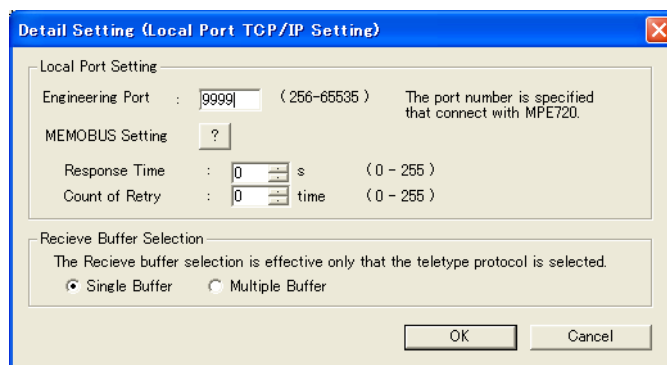 Detail Setting (Local Port TCP/IP Setting)
Local Port Setting
Engineering Port : 9999 (256-65535) The port number is specified
that connect with MPE720.
MEMOBUS Setting ?
Response Time : 0 s (0 - 255)
Count of Retry : 0 time (0 - 255)
Recieve Buffer Selection
The Recieve buffer selection is effective only that the teletype protocol is selected.
Single Buffer Multiple Buffer
OK Cancel